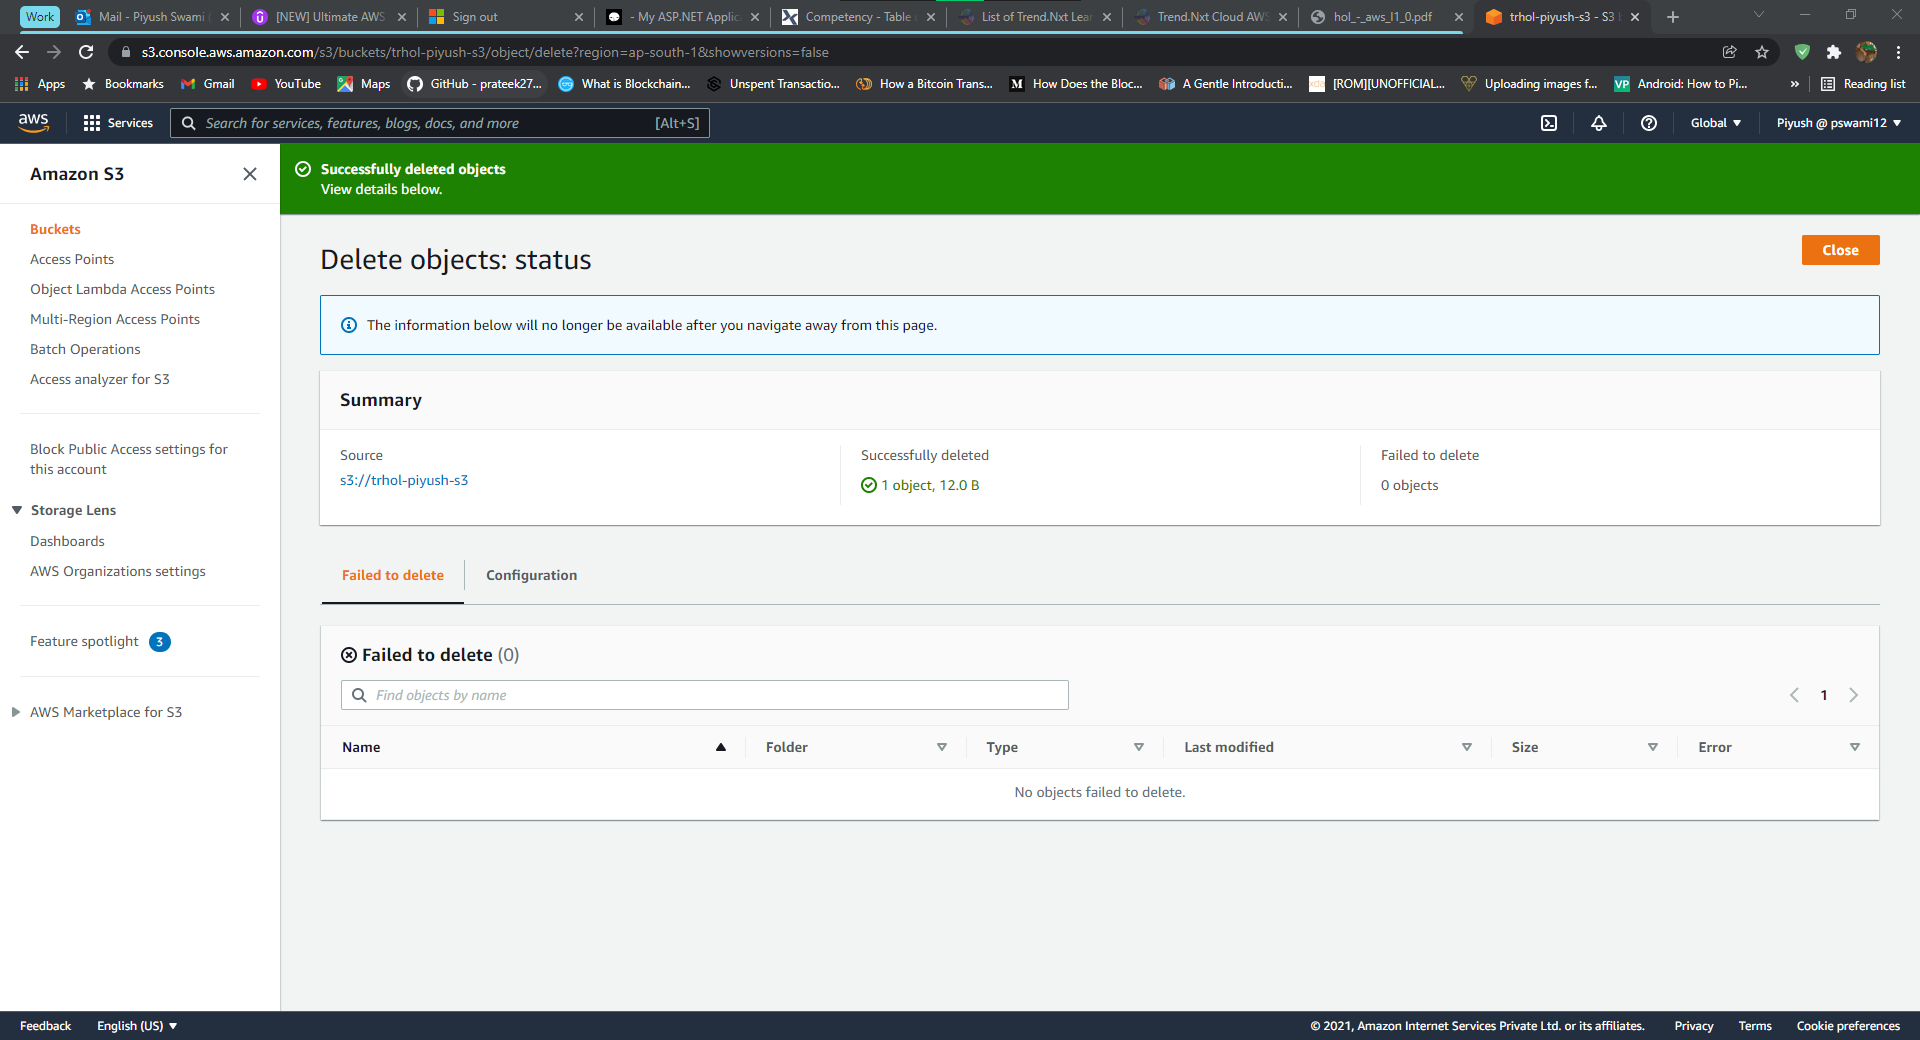 Work
Mail - Piyush Swami
[NEW] Ultimate AWS
Sign out
- My ASP.NET Applic
Competency - Table
List of Trend.Nxt Lea
Trend.Nxt Cloud AWS
hol_-_aws_l1_0.pdf
trhol-piyush-s3 - S3
s3.console.aws.amazon.com/s3/buckets/trhol-piyush-s3/object/delete?region=ap-south-1&showversions=false
Apps
Bookmarks
Gmail
YouTube
Maps
GitHub - prateek27...
What is Blockchain...
Unspent Transactio...
How a Bitcoin Trans...
How Does the Bloc...
A Gentle Introducti...
[ROM][UNOFFICIAL...
Uploading images f...
Android: How to Pi...
»
Reading list
aws
Services
Search for services, features, blogs, docs, and more
[Alt+S]
Global
Piyush @ pswami12
Amazon S3
Buckets
Access Points
Object Lambda Access Points
Multi-Region Access Points
Batch Operations
Access analyzer for S3
Block Public Access settings for
this account
Storage Lens
Dashboards
AWS Organizations settings
Feature spotlight 3
AWS Marketplace for S3
Successfully deleted objects
View details below.
Delete objects: status
Close
The information below will no longer be available after you navigate away from this page.
Summary
Source
s3://trhol-piyush-s3
Successfully deleted
1 object, 12.0 B
Failed to delete
0 objects
Failed to delete
Configuration
Failed to delete (0)
Find objects by name
1
Name
Folder
Type
Last modified
Size
Error
No objects failed to delete.
Feedback
English (US)
© 2021, Amazon Internet Services Private Ltd. or its affiliates.
Privacy
Terms
Cookie preferences